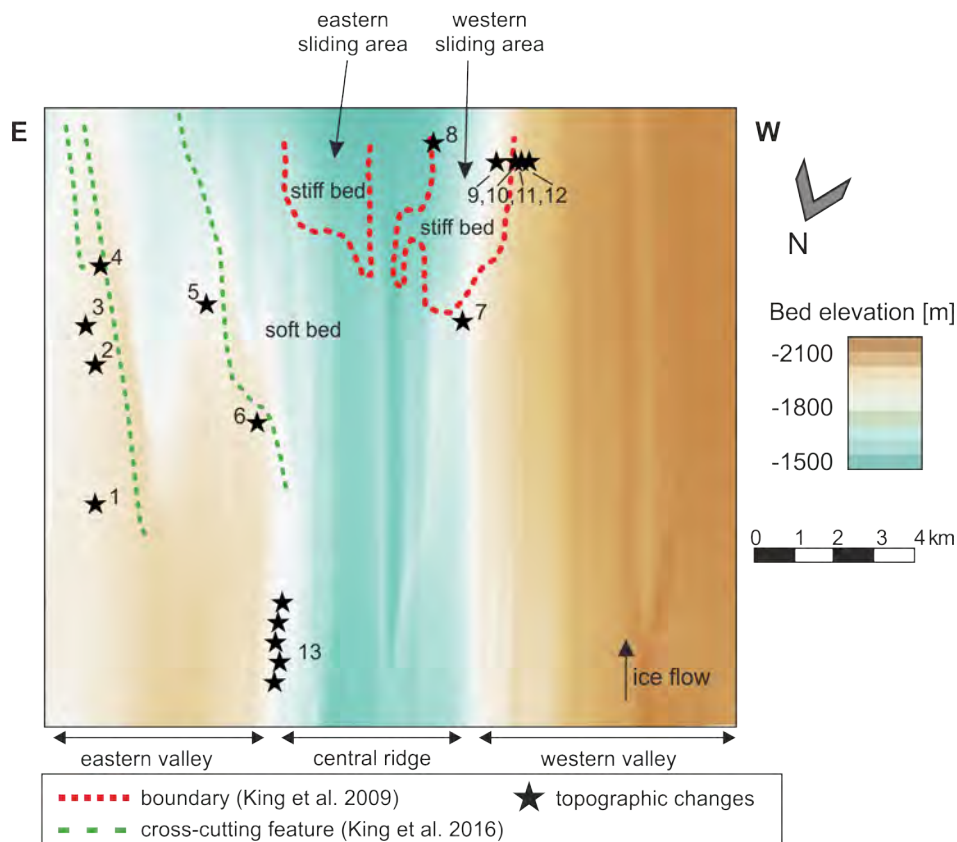 eastern
sliding area
western
sliding area
E
W
8
stiff bed
9,10,11,12
stiff bed
N
4
5
3
soft bed
7
2
6
1
13
ice flow
Bed elevation [m]
-2100
-1800
-1500
0 1 2 3 4 km
eastern valley
central ridge
western valley
boundary (King et al. 2009)
topographic changes
cross-cutting feature (King et al. 2016)